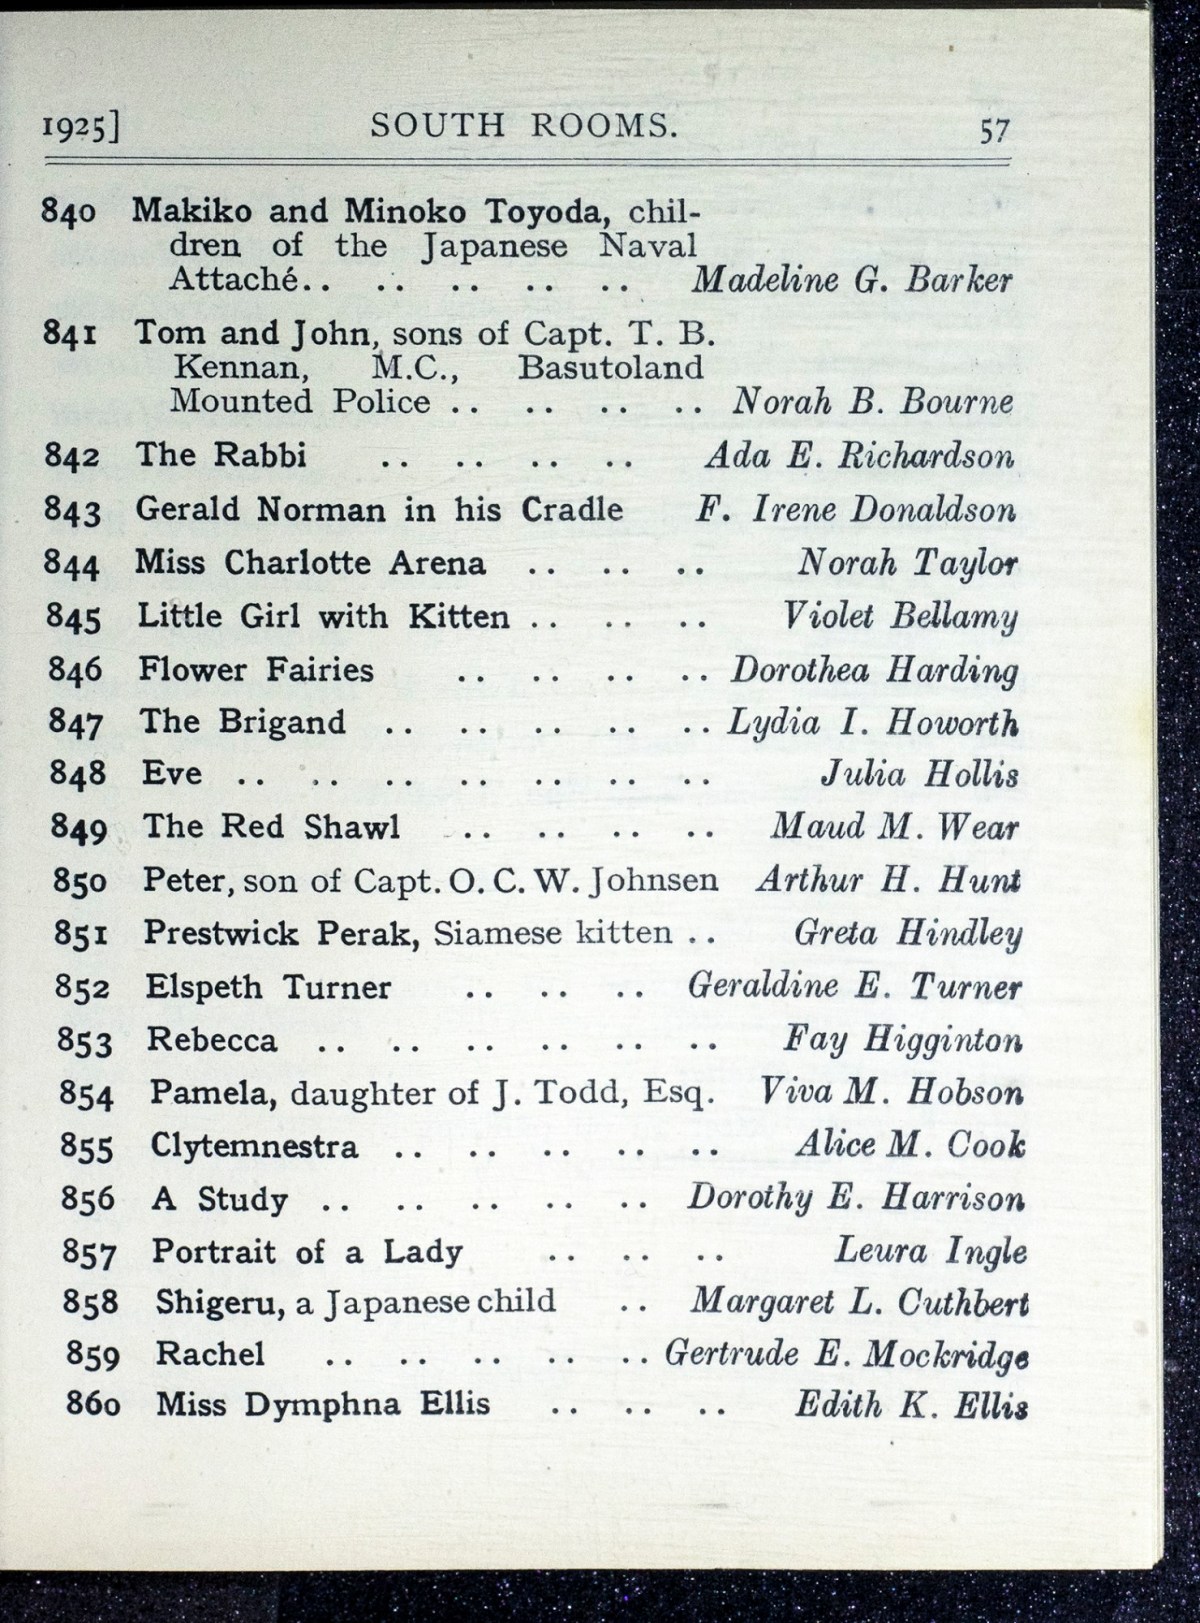 1925] SOUTH ROOMS. 57
840 Makiko and Minoko Toyoda, chil-
dren of the Japanese Naval
Attaché.. .. .. .. .. Madeline G. Barker
841 Tom and John, sons of Capt. T. B.
Kennan, M.C., Basutoland
Mounted Police .. .. .. .. Norah B. Bourne
842 The Rabbi .. .. .. .. Ada E. Richardson
843 Gerald Norman in his Cradle F. Irene Donaldson
844 Miss Charlotte Arena .. .. .. Norah Taylor
845 Little Girl with Kitten .. .. .. Violet Bellamy
846 Flower Fairies .. .. .. .. Dorothea Harding
847 The Brigand .. .. .. .. .. Lydia I. Howorth
848 Eve .. .. .. .. .. .. .. Julia Hollis
849 The Red Shawl .. .. .. .. Maud M. Wear
850 Peter, son of Capt. O. C. W. Johnsen Arthur H. Hunt
851 Prestwick Perak, Siamese kitten .. Greta Hindley
852 Elspeth Turner .. .. .. Geraldine E. Turner
853 Rebecca .. .. .. .. .. .. Fay Higginton
854 Pamela, daughter of J. Todd, Esq. Viva M. Hobson
855 Clytemnestra .. .. .. .. .. Alice M. Cook
856 A Study .. .. .. .. .. Dorothy E. Harrison
857 Portrait of a Lady .. .. .. Leura Ingle
858 Shigeru, a Japanese child .. Margaret L. Cuthbert
859 Rachel .. .. .. .. .. Gertrude E. Mockridge
860 Miss Dymphna Ellis .. .. .. Edith K. Ellis